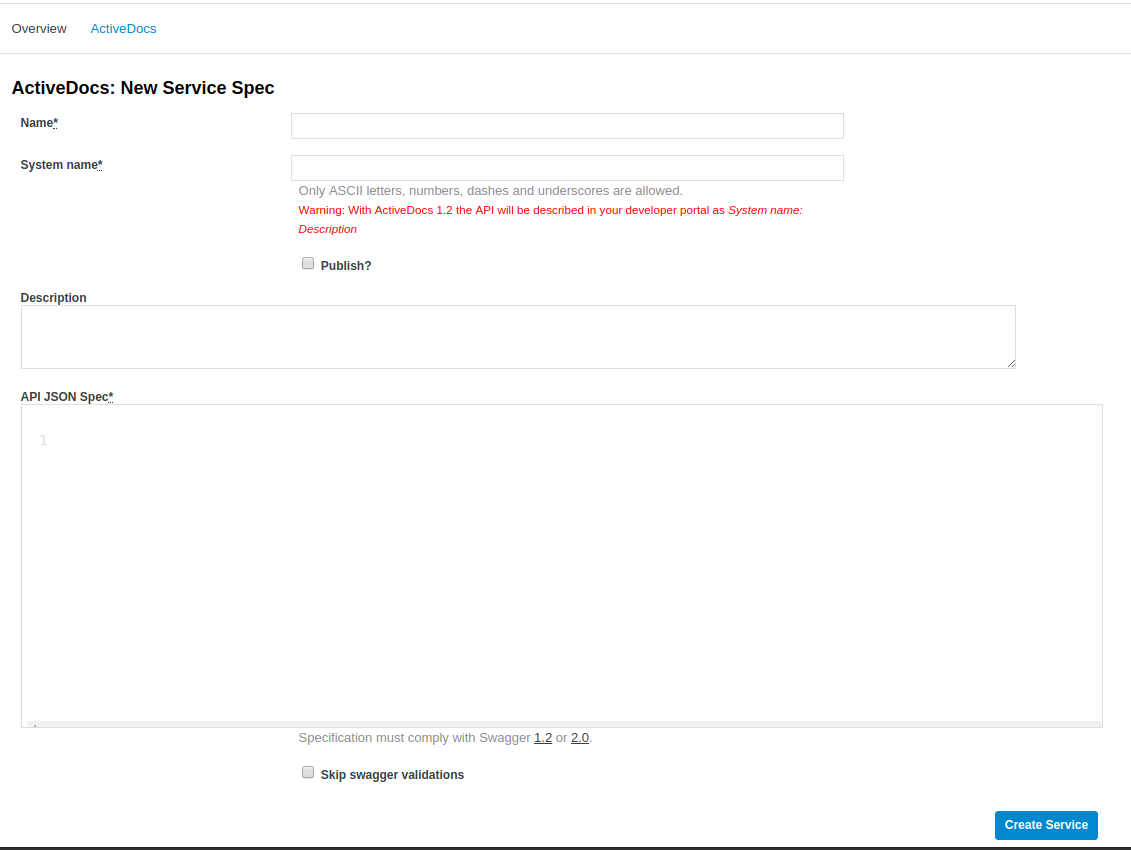 Overview ActiveDocs
ActiveDocs: New Service Spec
Name*
System name*
Only ASCII letters, numbers, dashes and underscores are allowed.
Warning: With ActiveDocs 1.2 the API will be described in your developer portal as System name:
Description
Publish?
Description
API JSON Spec*
1
Specification must comply with Swagger 1.2 or 2.0.
Skip swagger validations
Create Service